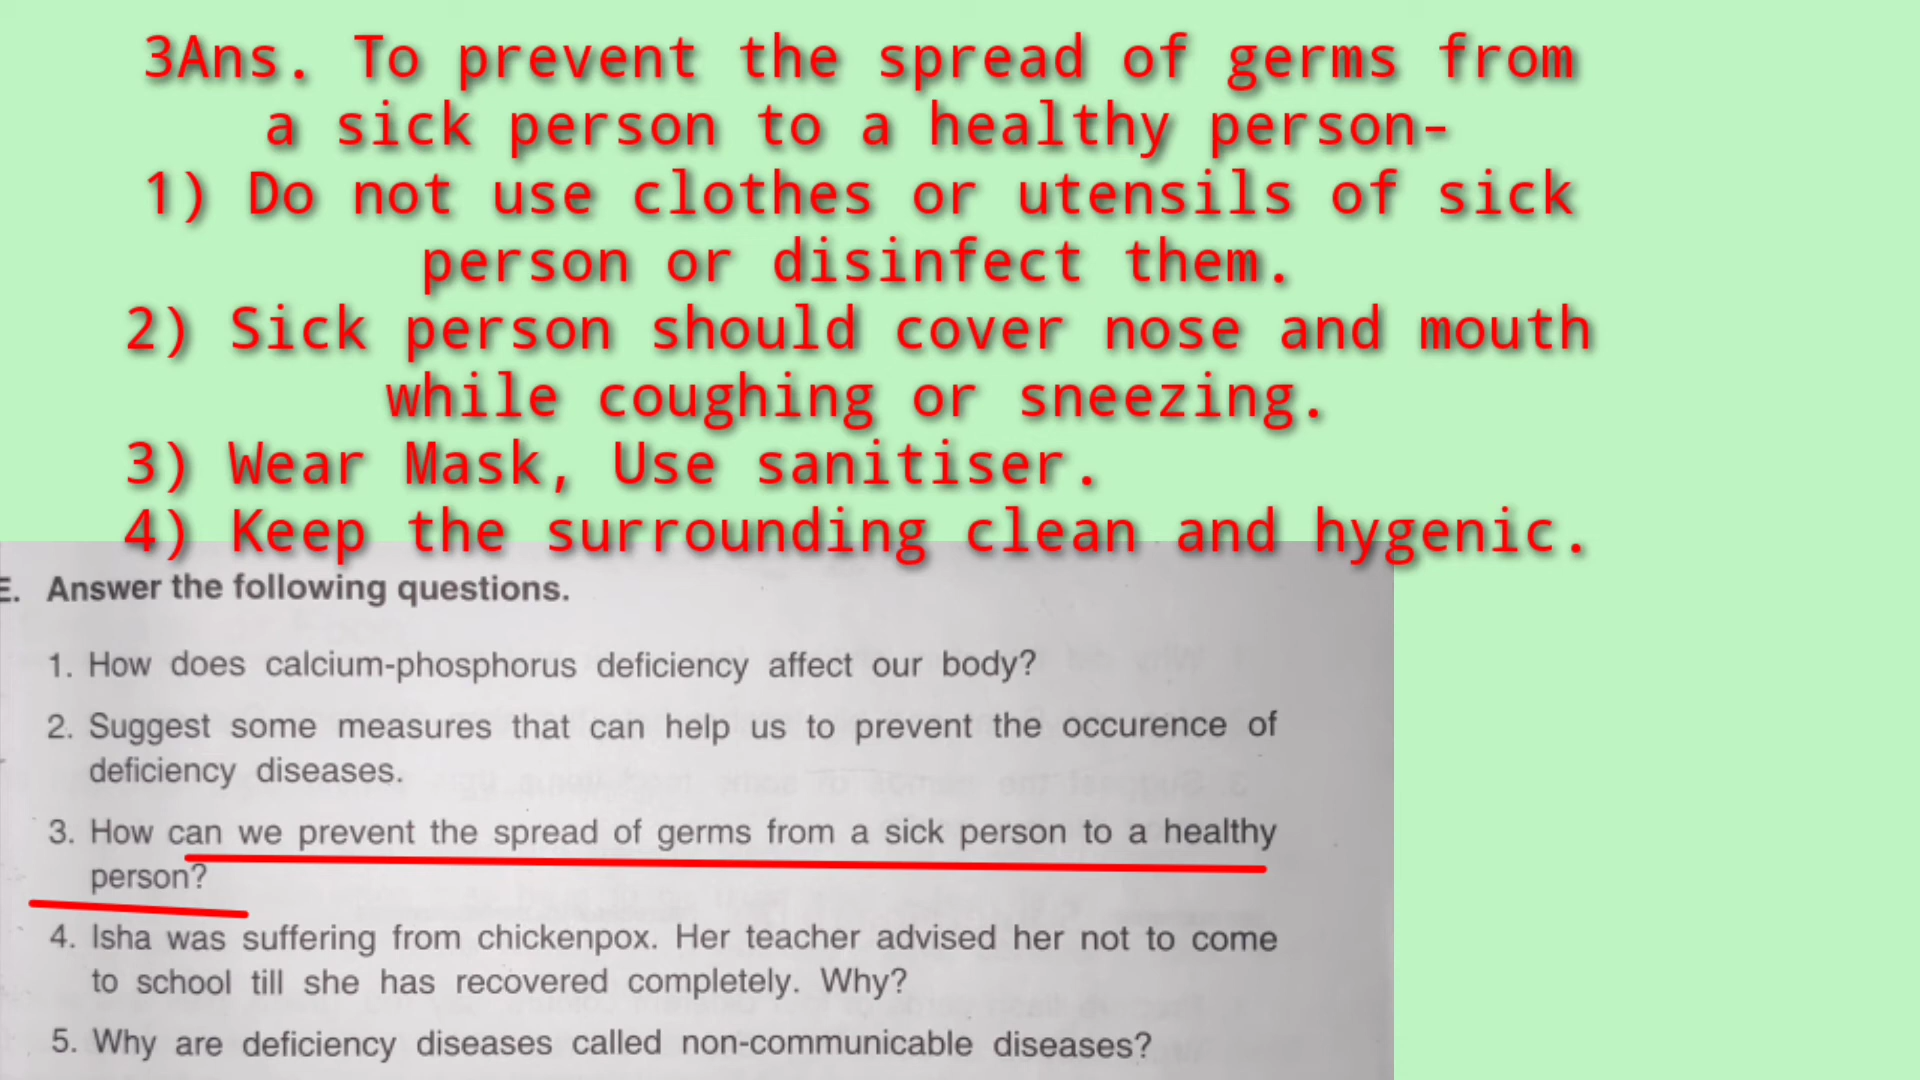 3Ans. To prevent the spread of germs from
a sick person to a healthy person-
1) Do not use clothes or utensils of sick
person or disinfect them.
2) Sick person should cover nose and mouth
while coughing or sneezing.
3) Wear Mask, Use sanitiser.
4) Keep the surrounding clean and hygenic.
E. Answer the following questions.
1. How does calcium-phosphorus deficiency affect our body?
2. Suggest some measures that can help us to prevent the occurence of
deficiency diseases.
3. How can we prevent the spread of germs from a sick person to a healthy
person?
4. Isha was suffering from chickenpox. Her teacher advised her not to come
to school till she has recovered completely. Why?
5. Why are deficiency diseases called non-communicable diseases?